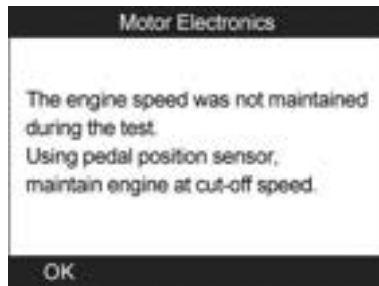 Motor Electronics
The engine speed was not maintained
during the test.
Using pedal position sensor,
maintain engine at cut-off speed.
OK